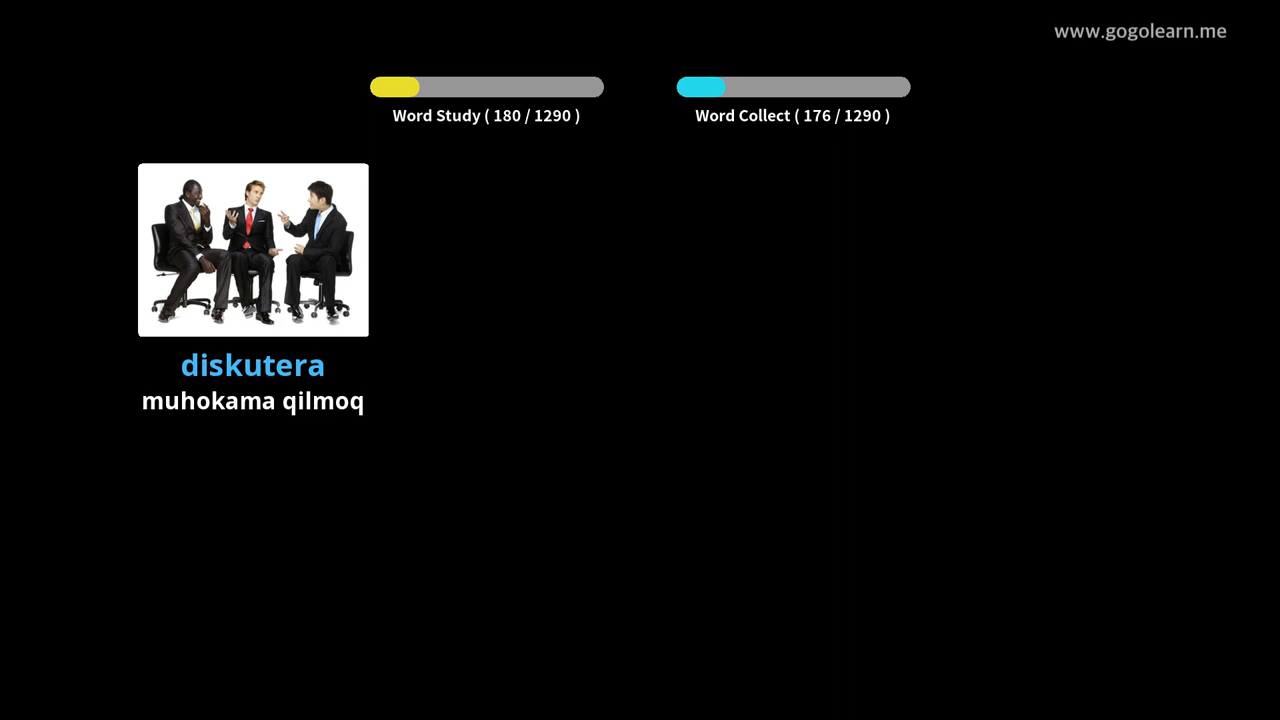 www.gogolearn.me
Word Study ( 180 / 1290 )
Word Collect ( 176 / 1290 )
diskutera
muhokama qilmoq